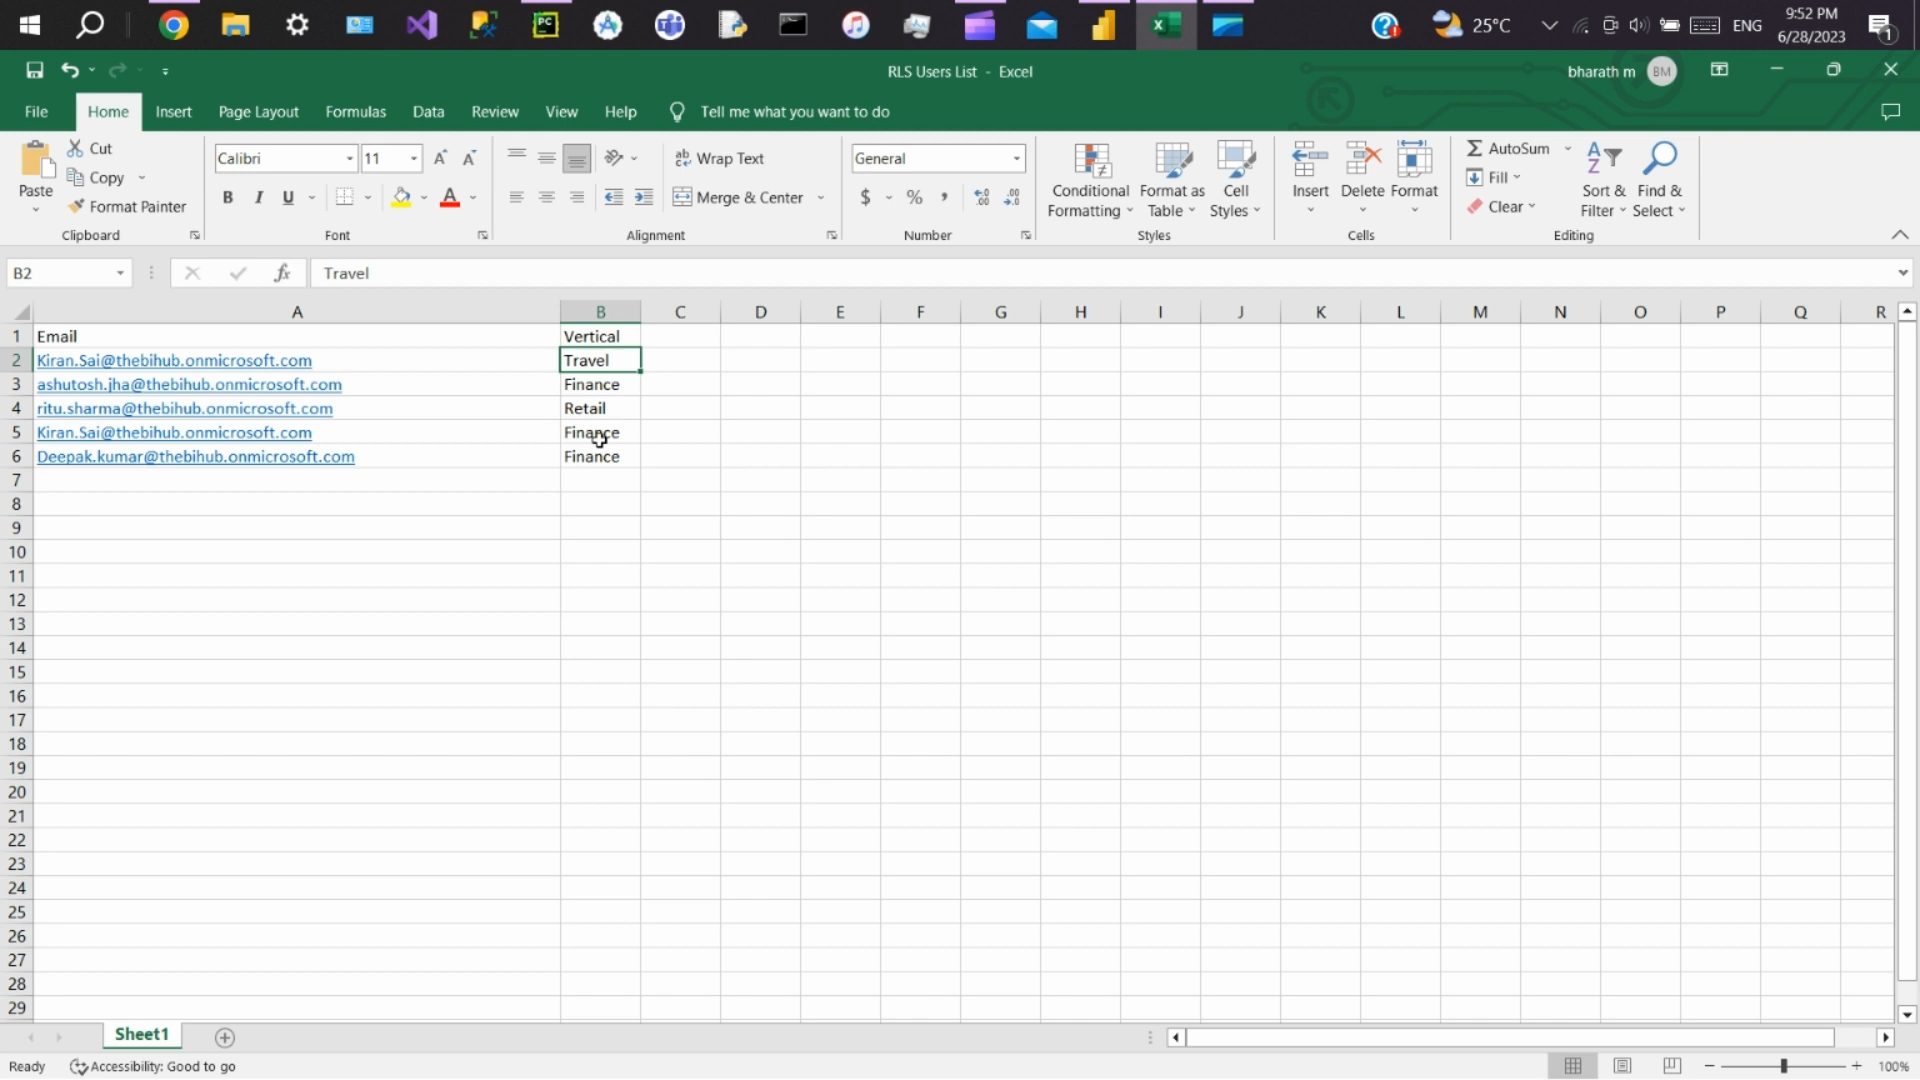 25°C
ENG
9:52 PM
6/28/2023
1
RLS Users List - Excel
bharath m BM
File Home Insert Page Layout Formulas Data Review View Help Tell me what you want to do
Paste
Cut
Copy
Format Painter
Clipboard
Calibri 11
B I U
Font
Wrap Text
Merge & Center
Alignment
General
$ % ,
Number
Conditional Formatting
Format as Table
Cell Styles
Styles
Insert Delete Format
Cells
AutoSum
Fill
Clear
Sort & Filter
Find & Select
Editing
B2 fx Travel
A B C D E F G H I J K L M N O P Q R
1 Email Vertical
2 Kiran.Sai@thebihub.onmicrosoft.com Travel
3 ashutosh.jha@thebihub.onmicrosoft.com Finance
4 ritu.sharma@thebihub.onmicrosoft.com Retail
5 Kiran.Sai@thebihub.onmicrosoft.com Finance
6 Deepak.kumar@thebihub.onmicrosoft.com Finance
7
8
9
10
11
12
13
14
15
16
17
18
19
20
21
22
23
24
25
26
27
28
29
Sheet1
Ready Accessibility: Good to go 100%